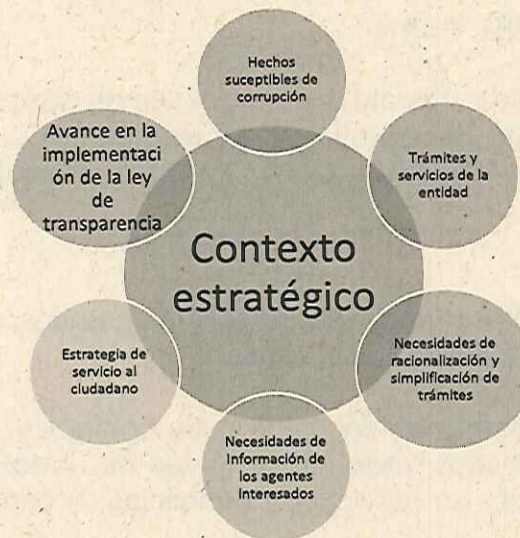 Hechos
suceptibles de
corrupción
Trámites y
servicios de la
entidad
Necesidades de
racionalización y
simplificación de
trámites
Necesidades de
Información de
los agentes
Interesados
Estrategia de
servicio al
ciudadano
Avance en la
implementaci
ón de la ley
de
transparencia
Contexto
estratégico